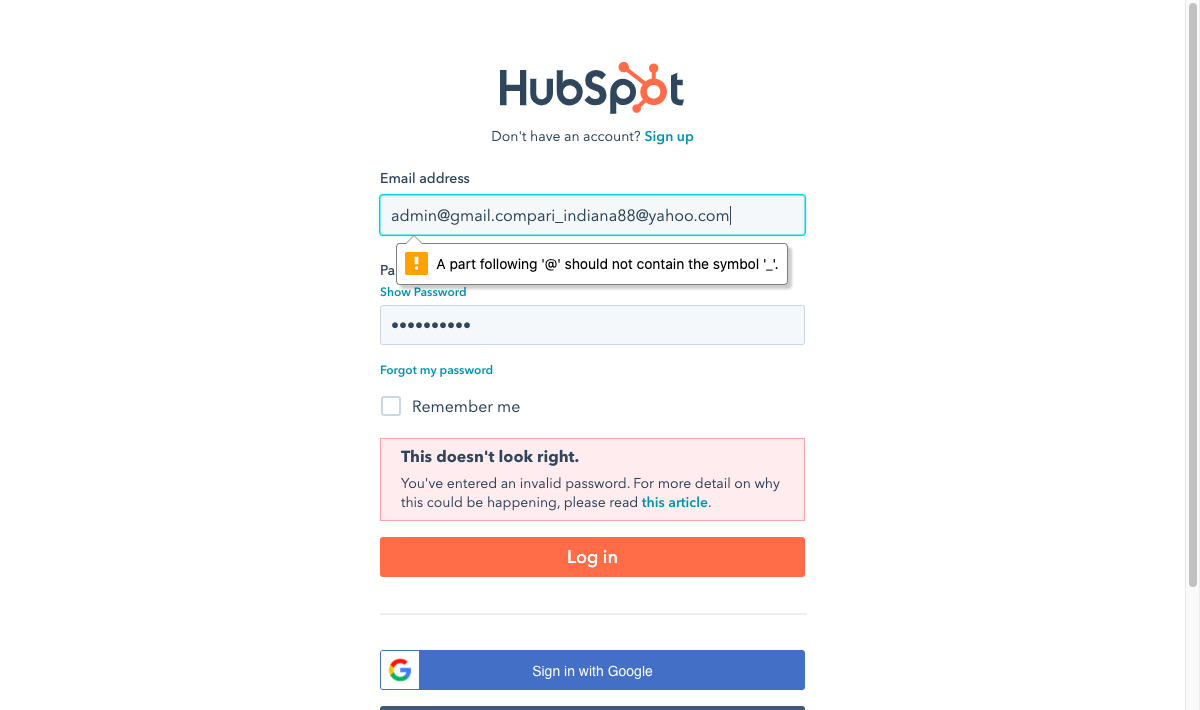 HubSpot
Don't have an account? Sign up
Email address
admin@gmail.compari_indiana88@yahoo.com
! A part following '@' should not contain the symbol '_'.
Pa
Show Password
••••••••••
Forgot my password
Remember me
This doesn't look right.
You've entered an invalid password. For more detail on why
this could be happening, please read this article.
Log in
G Sign in with Google